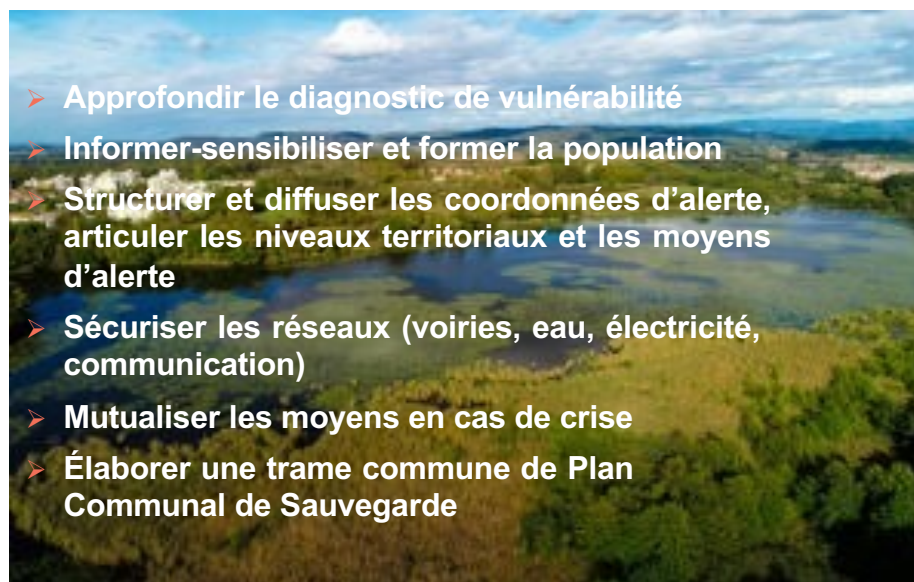 ➢ Approfondir le diagnostic de vulnérabilité
➢ Informer-sensibiliser et former la population
➢ Structurer et diffuser les coordonnées d’alerte,
articuler les niveaux territoriaux et les moyens
d’alerte
➢ Sécuriser les réseaux (voiries, eau, électricité,
communication)
➢ Mutualiser les moyens en cas de crise
➢ Élaborer une trame commune de Plan
Communal de Sauvegarde